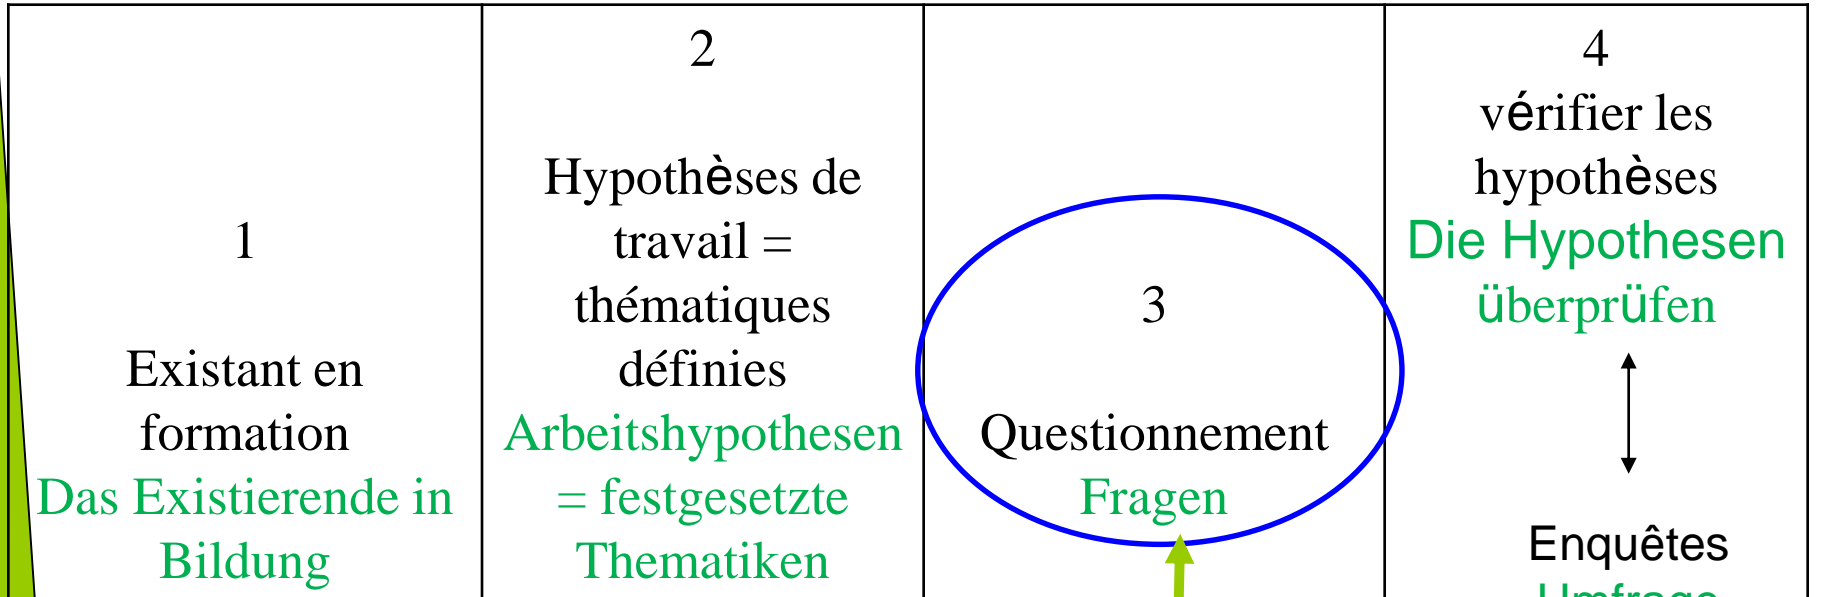 1
Existant en
formation
Das Existierende in
Bildung
2
Hypothèses de
travail =
thématiques
définies
Arbeitshypothesen
= festgesetzte
Thematiken
3
Questionnement
Fragen
4
vérifier les
hypothèses
Die Hypothesen
überprüfen
Enquêtes
Umfrage